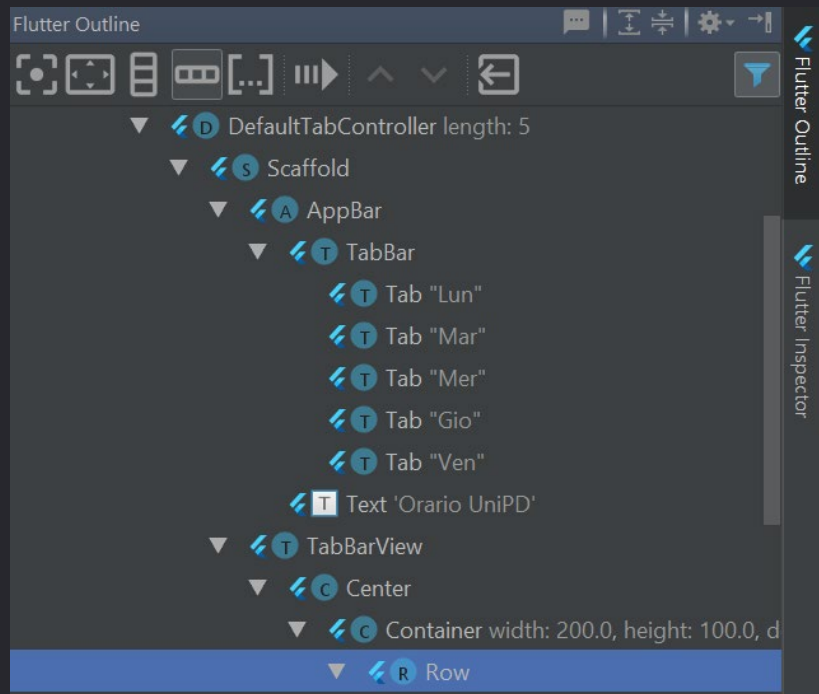 Flutter Outline
DefaultTabController length: 5
Scaffold
AppBar
TabBar
Tab "Lun"
Tab "Mar"
Tab "Mer"
Tab "Gio"
Tab "Ven"
Text 'Orario UniPD'
TabBarView
Center
Container width: 200.0, height: 100.0, d
Row
Flutter Outline
Flutter Inspector